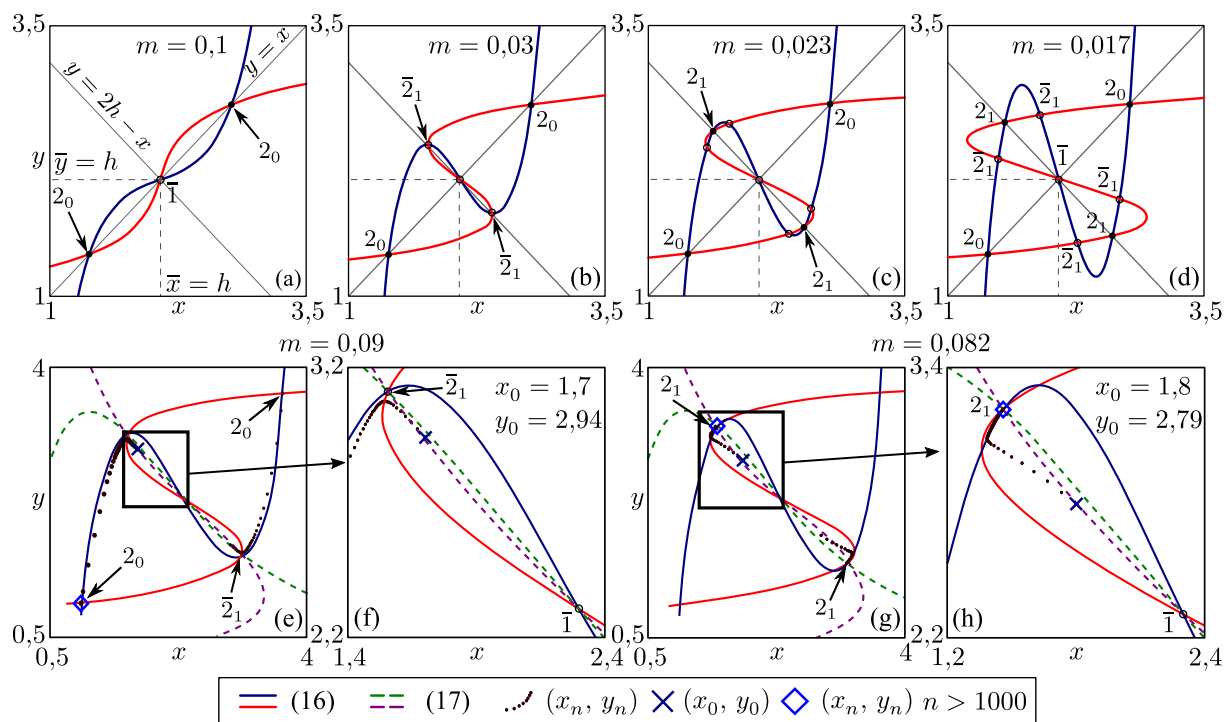 3,5 m = 0,1 y = x
y = 2h − x
y ȳ = h
2₀ 1̄ 2₀
x̄ = h (a)
1 x 3,5
3,5 m = 0,03
2̄₁ 2₀
2₀ 2̄₁
(b)
1 x 3,5
3,5 m = 0,023
2₁ 2₀
2₀ 2₁
(c)
1 x 3,5
3,5 m = 0,017
2₁ 2̄₁ 2₀
2̄₁ 1̄ 2̄₁
2₀ 2̄₁ 2₁
(d)
1 x 3,5
m = 0,09
4
2₀
y
2₀ 2̄₁
(e)
0,5
0,5 x 4
3,2
2̄₁ x₀ = 1,7
y₀ = 2,94
1̄
(f)
2,2
1,4 x 2,4
m = 0,082
4
2₁
y
2₁
(g)
0,5
0,5 x 4
3,4
2₁ x₀ = 1,8
y₀ = 2,79
1̄
(h)
2,2
1,2 x 2,4
(16) (17) (xₙ, yₙ) (x₀, y₀) (xₙ, yₙ) n > 1000